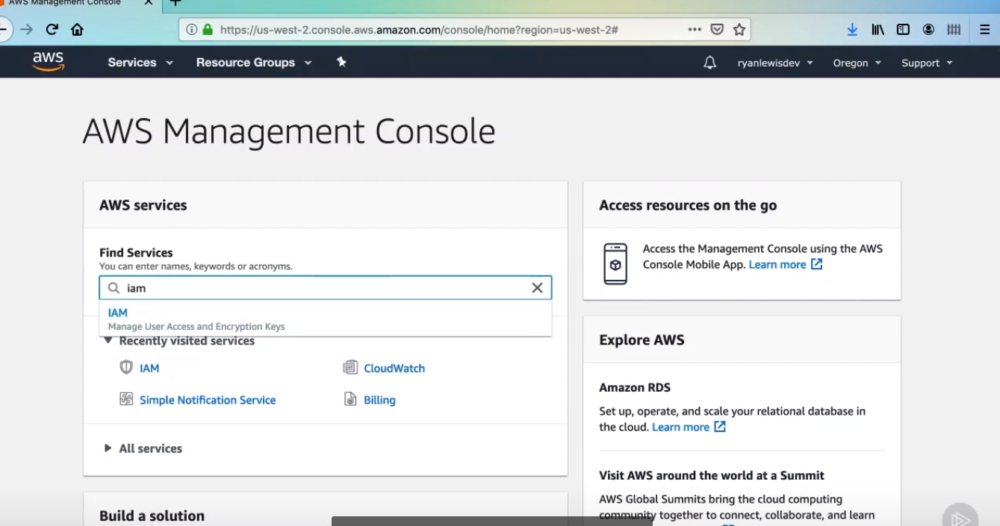 AWS Management Console
https://us-west-2.console.aws.amazon.com/console/home?region=us-west-2#
aws
Services
Resource Groups
ryanlewisdev
Oregon
Support
AWS Management Console
AWS services
Find Services
You can enter names, keywords or acronyms.
iam
IAM
Manage User Access and Encryption Keys
Recently visited services
IAM
CloudWatch
Simple Notification Service
Billing
All services
Build a solution
Access resources on the go
Access the Management Console using the AWS
Console Mobile App. Learn more
Explore AWS
Amazon RDS
Set up, operate, and scale your relational database in
the cloud. Learn more
Visit AWS around the world at a Summit
AWS Global Summits bring the cloud computing
community together to connect, collaborate, and learn